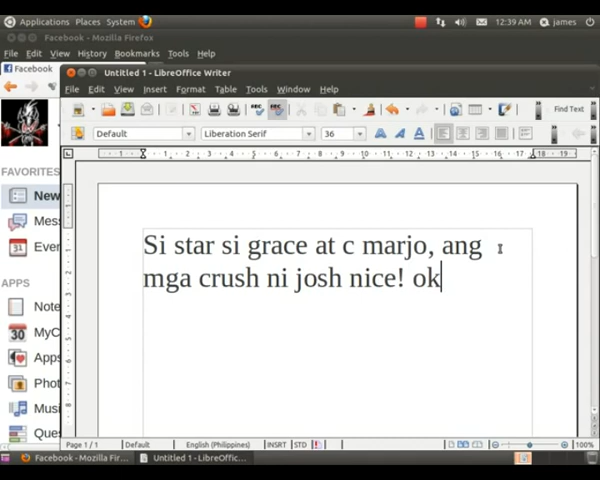 Applications Places System 12:39 AM james
Facebook - Mozilla Firefox
File Edit View History Bookmarks Tools Help
Facebook
Untitled 1 - LibreOffice Writer
File Edit View Insert Format Table Tools Window Help
Find Text
Default Liberation Serif 36
Si star si grace at c marjo, ang
mga crush ni josh nice! ok
FAVORITES
New
Mess
Ever
APPS
Note
MyC
Apps
Phot
Musi
Ques
Page 1 / 1 Default English (Philippines) INSRT STD 100%
Facebook - Mozilla Fir... Untitled 1 - LibreOffic...